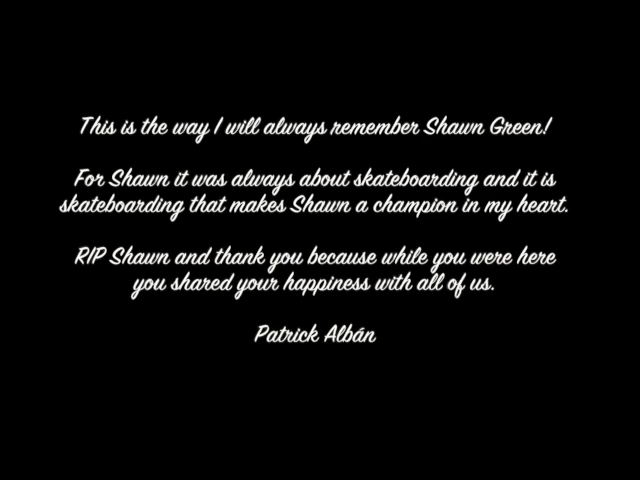 This is the way I will always remember Shawn Green!
For Shawn it was always about skateboarding and it is
skateboarding that makes Shawn a champion in my heart.
RIP Shawn and thank you because while you were here
you shared your happiness with all of us.
Patrick Albán